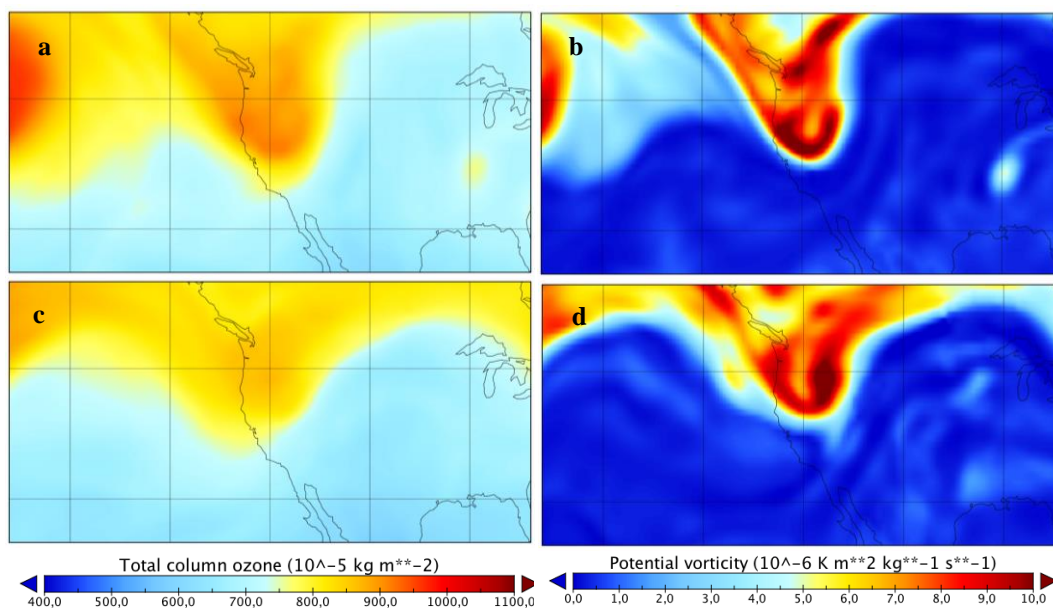 a
b
c
d
Total column ozone (10^-5 kg m**-2)
400,0 500,0 600,0 700,0 800,0 900,0 1000,0 1100,0
Potential vorticity (10^-6 K m**2 kg**-1 s**-1)
0,0 1,0 2,0 3,0 4,0 5,0 6,0 7,0 8,0 9,0 10,0